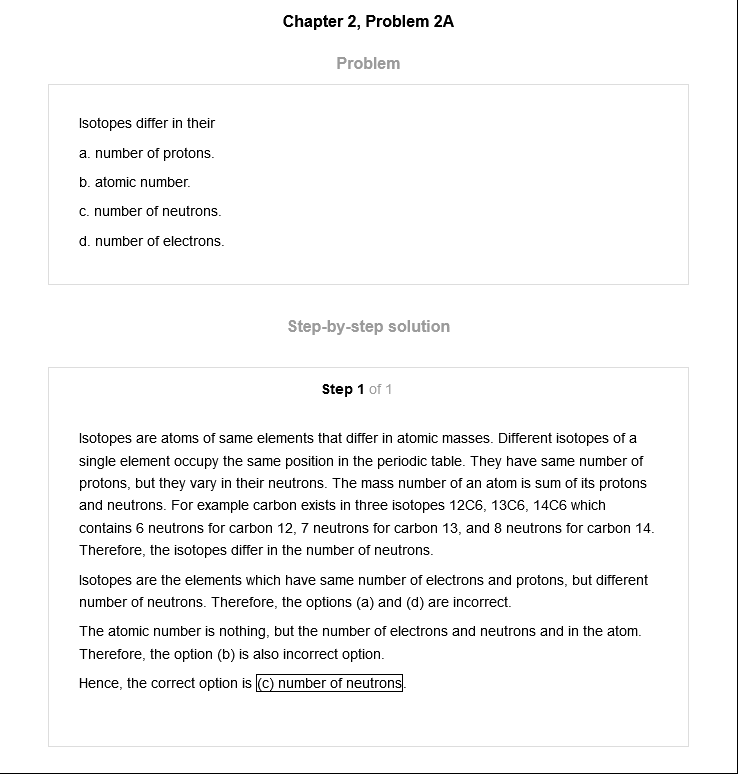 Chapter 2, Problem 2A
Problem
Isotopes differ in their
a. number of protons.
b. atomic number.
c. number of neutrons.
d. number of electrons.
Step-by-step solution
Step 1 of 1
Isotopes are atoms of same elements that differ in atomic masses. Different isotopes of a
single element occupy the same position in the periodic table. They have same number of
protons, but they vary in their neutrons. The mass number of an atom is sum of its protons
and neutrons. For example carbon exists in three isotopes 12C6, 13C6, 14C6 which
contains 6 neutrons for carbon 12, 7 neutrons for carbon 13, and 8 neutrons for carbon 14.
Therefore, the isotopes differ in the number of neutrons.
Isotopes are the elements which have same number of electrons and protons, but different
number of neutrons. Therefore, the options (a) and (d) are incorrect.
The atomic number is nothing, but the number of electrons and neutrons and in the atom.
Therefore, the option (b) is also incorrect option.
Hence, the correct option is (c) number of neutrons.